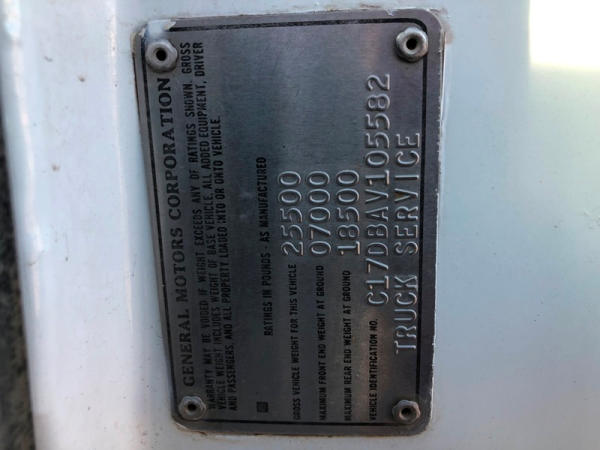 GENERAL MOTORS CORPORATION
WARRANTY MAY BE VOIDED IF WEIGHT EXCEEDS ANY OF RATINGS SHOWN. GROSS
VEHICLE WEIGHT INCLUDES WEIGHT OF BASE VEHICLE, ALL ADDED EQUIPMENT, DRIVER
AND PASSENGERS, AND ALL PROPERTY LOADED INTO OR ONTO VEHICLE.
RATINGS IN POUNDS - AS MANUFACTURED
GROSS VEHICLE WEIGHT FOR THIS VEHICLE 25500
MAXIMUM FRONT END WEIGHT AT GROUND 07000
MAXIMUM REAR END WEIGHT AT GROUND 18500
VEHICLE IDENTIFICATION NO. C17DBAV105582
TRUCK SERVICE